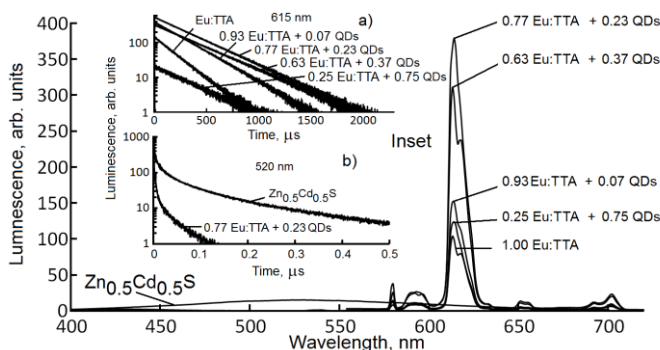 Lumnescence, arb. units
400
350
300
250
200
150
100
50
0
400
450
500
550
600
650
700
Wavelength, nm
Zn0.5Cd0.5S
Inset
0.77 Eu:TTA + 0.23 QDs
0.63 Eu:TTA + 0.37 QDs
0.93 Eu:TTA + 0.07 QDs
0.25 Eu:TTA + 0.75 QDs
1.00 Eu:TTA
Luminescence, arb. units
a)
615 nm
Eu:TTA
0.93 Eu:TTA + 0.07 QDs
0.77 Eu:TTA + 0.23 QDs
0.63 Eu:TTA + 0.37 QDs
0.25 Eu:TTA + 0.75 QDs
100
10
1
0
500
1000
1500
2000
Time, μs
b)
520 nm
Zn0.5Cd0.5S
0.77 Eu:TTA + 0.23 QDs
1000
100
10
1
0
0.1
0.2
0.3
0.4
0.5
Time, μs